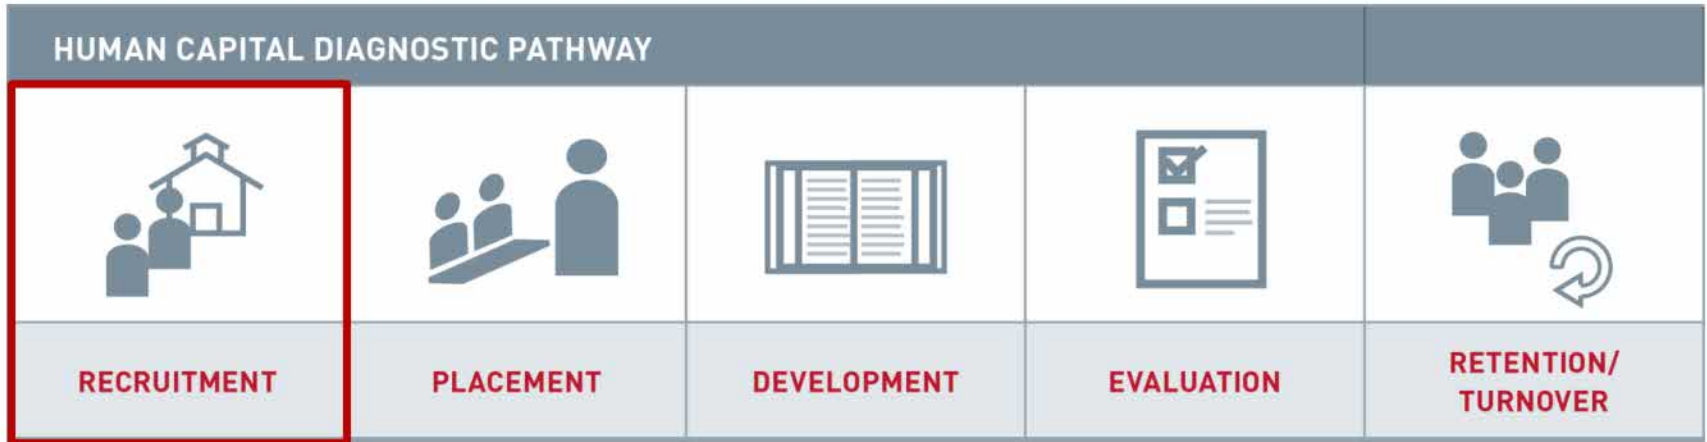 HUMAN CAPITAL DIAGNOSTIC PATHWAY
RECRUITMENT
PLACEMENT
DEVELOPMENT
EVALUATION
RETENTION/
TURNOVER